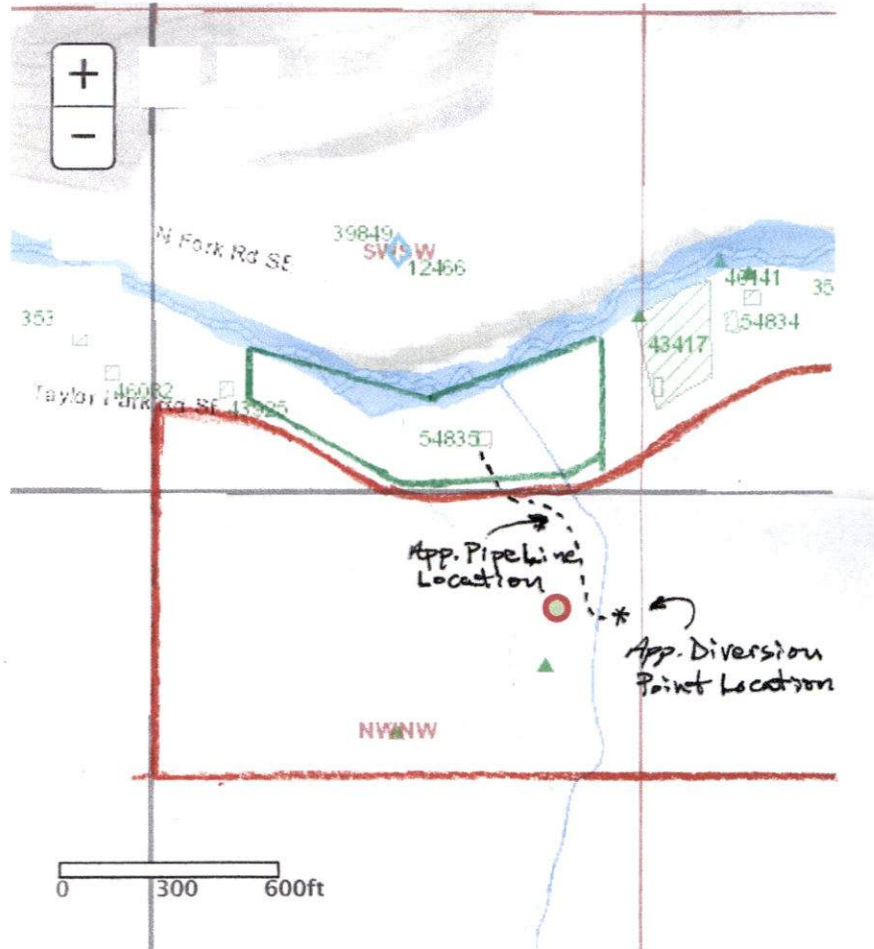 +
−
N Fork Rd SE
39849
SWSW
12466
46141
353
35
54834
43417
46082
Taylor Park Rd SE
43925
54835
App. Pipeline
Location
App. Diversion
Point Location
NWNW
0 300 600ft